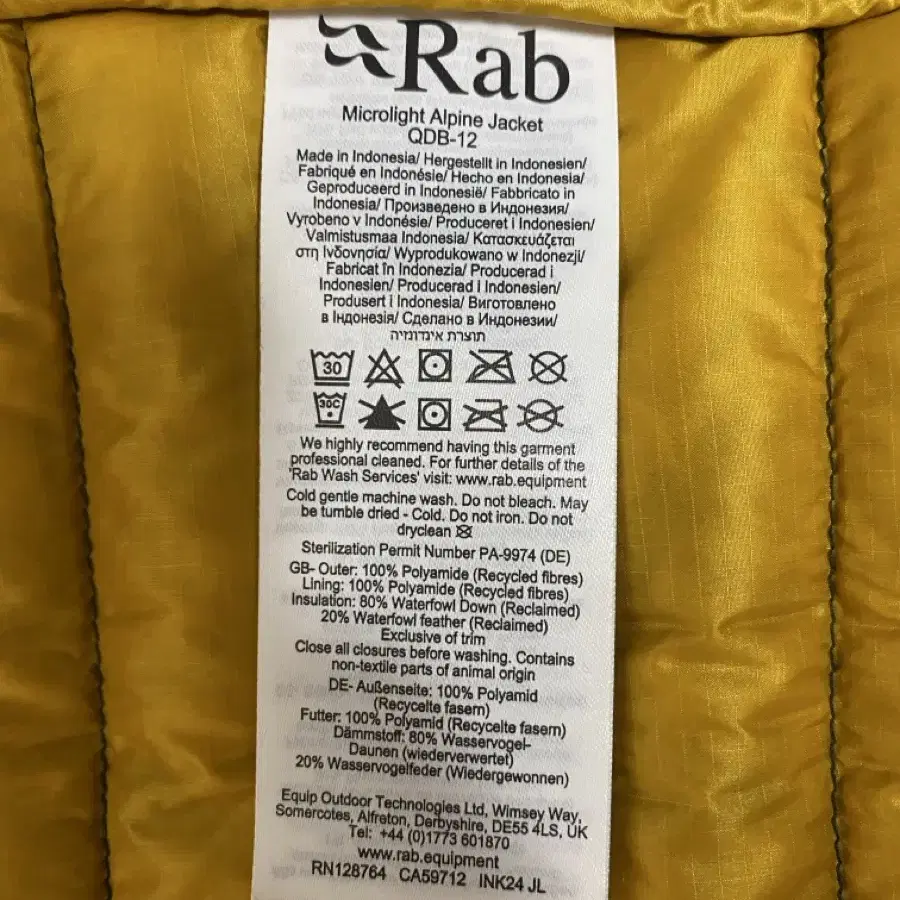 Rab
Microlight Alpine Jacket
QDB-12
Made in Indonesia/ Hergestellt in Indonesien/
Fabriqué en Indonésie/ Hecho en Indonesia/
Geproduceerd in Indonesië/ Fabbricato in
Indonesia/ Произведено в Индонезия/
Vyrobeno v Indonésie/ Produceret i Indonesien/
Valmistusmaa Indonesia/ Κατασκευάζεται
στη Ινδονησία/ Wyprodukowano w Indonezji/
Fabricat în Indonezia/ Producerad i
Indonesien/ Producerad i Indonesien/
Produsert i Indonesia/ Виготовлено
в Індонезія/ Сделано в Индонезии/
תוצרת אינדונזיה
30
30C
We highly recommend having this garment
professional cleaned. For further details of the
'Rab Wash Services' visit: www.rab.equipment
Cold gentle machine wash. Do not bleach. May
be tumble dried - Cold. Do not iron. Do not
dryclean
Sterilization Permit Number PA-9974 (DE)
GB- Outer: 100% Polyamide (Recycled fibres)
Lining: 100% Polyamide (Recycled fibres)
Insulation: 80% Waterfowl Down (Reclaimed)
20% Waterfowl feather (Reclaimed)
Exclusive of trim
Close all closures before washing. Contains
non-textile parts of animal origin
DE- Außenseite: 100% Polyamid
(Recycelte fasern)
Futter: 100% Polyamid (Recycelte fasern)
Dämmstoff: 80% Wasservogel-
Daunen (wiederverwertet)
20% Wasservogelfeder (Wiedergewonnen)
Equip Outdoor Technologies Ltd, Wimsey Way,
Somercotes, Alfreton, Derbyshire, DE55 4LS, UK
Tel: +44 (0)1773 601870
www.rab.equipment
RN128764 CA59712 INK24 JL